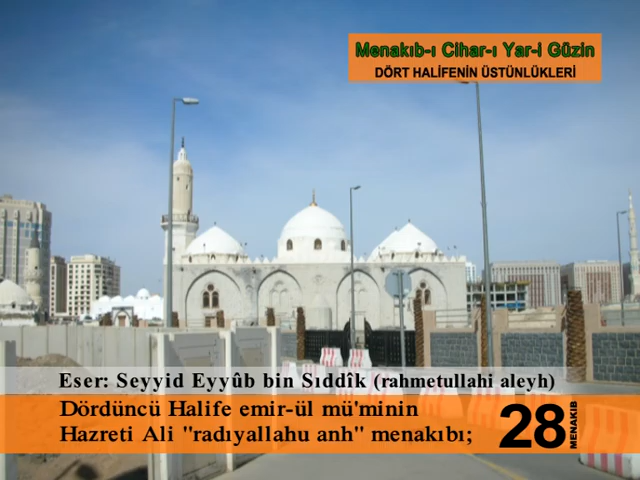 Menakıb-ı Cihar-ı Yar-i Güzin
DÖRT HALİFENİN ÜSTÜNLÜKLERİ
Eser: Seyyid Eyyûb bin Sıddîk (rahmetullahi aleyh)
Dördüncü Halife emir-ül mü'minin
Hazreti Ali "radıyallahu anh" menakıbı;
28
MENAKIB